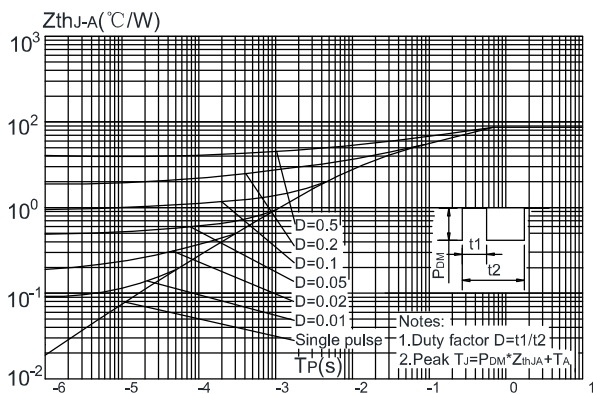 ZthJ-A(℃/W)
10³
10²
10⁰
10⁻¹
10⁻²
D=0.5
D=0.2
D=0.1
D=0.05
D=0.02
D=0.01
Single pulse
TP(s)
PDM
t1
t2
Notes:
1.Duty factor D=t1/t2
2.Peak TJ=PDM*ZthJA+TA
-6 -5 -4 -3 -2 -1 0 1